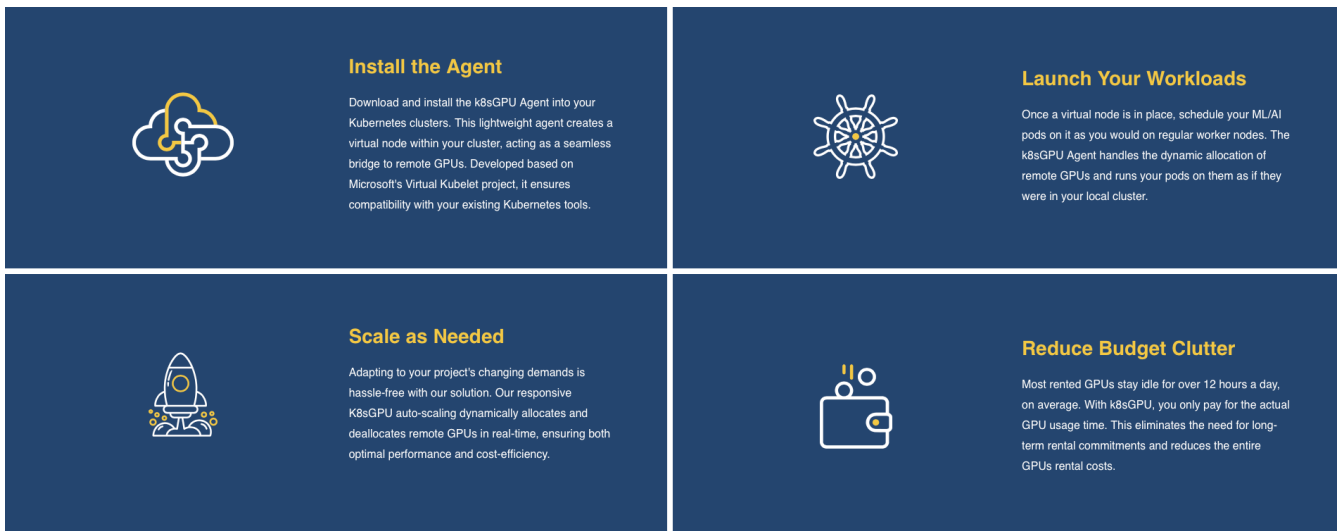 Install the Agent
Download and install the k8sGPU Agent into your
Kubernetes clusters. This lightweight agent creates a
virtual node within your cluster, acting as a seamless
bridge to remote GPUs. Developed based on
Microsoft's Virtual Kubelet project, it ensures
compatibility with your existing Kubernetes tools.
Launch Your Workloads
Once a virtual node is in place, schedule your ML/AI
pods on it as you would on regular worker nodes. The
k8sGPU Agent handles the dynamic allocation of
remote GPUs and runs your pods on them as if they
were in your local cluster.
Scale as Needed
Adapting to your project's changing demands is
hassle-free with our solution. Our responsive
K8sGPU auto-scaling dynamically allocates and
deallocates remote GPUs in real-time, ensuring both
optimal performance and cost-efficiency.
Reduce Budget Clutter
Most rented GPUs stay idle for over 12 hours a day,
on average. With k8sGPU, you only pay for the actual
GPU usage time. This eliminates the need for long-
term rental commitments and reduces the entire
GPUs rental costs.